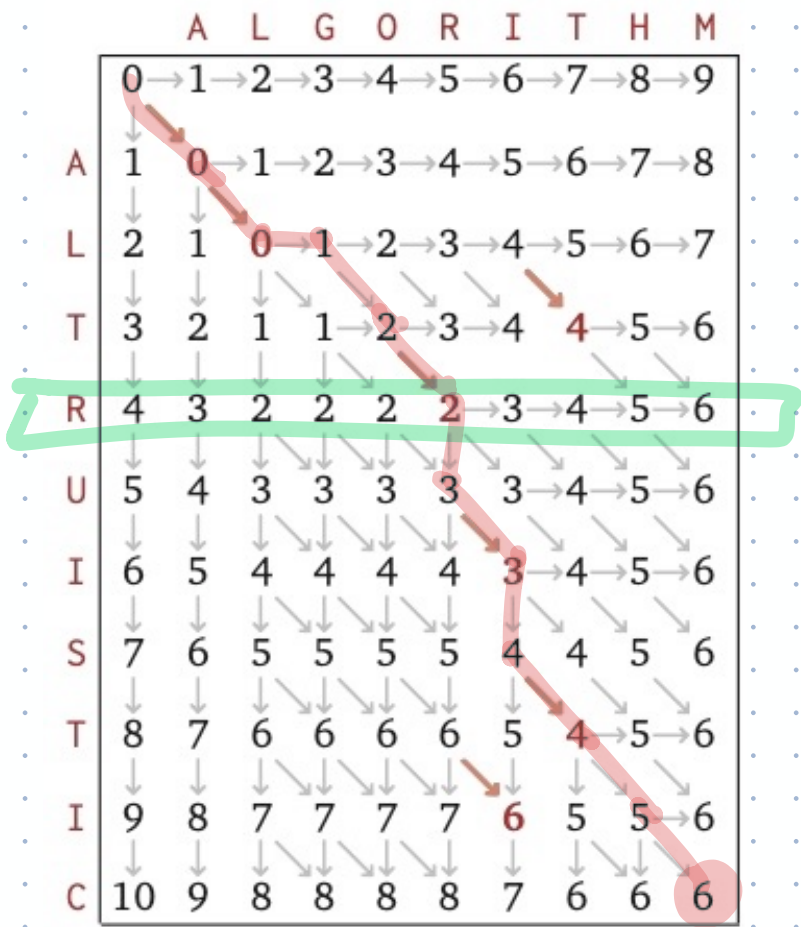 A L G O R I T H M
0→1→2→3→4→5→6→7→8→9
A 1 0→1→2→3→4→5→6→7→8
L 2 1 0→1→2→3→4→5→6→7
T 3 2 1 1→2→3→4 4→5→6
R 4 3 2 2 2 2→3→4→5→6
U 5 4 3 3 3 3 3→4→5→6
I 6 5 4 4 4 4 3→4→5→6
S 7 6 5 5 5 5 4 4 5 6
T 8 7 6 6 6 6 5 4→5→6
I 9 8 7 7 7 7 6 5 5→6
C 10 9 8 8 8 8 7 6 6 6